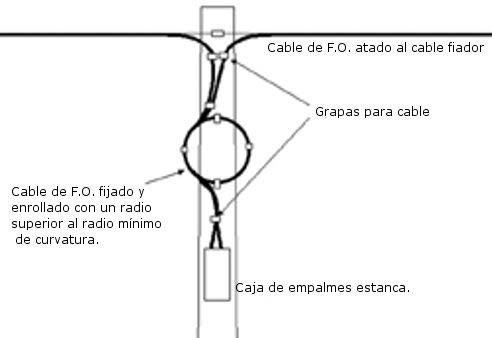 Cable de F.O. atado al cable fiador
Grapas para cable
Cable de F.O. fijado y
enrollado con un radio
superior al radio mínimo
de curvatura.
Caja de empalmes estanca.